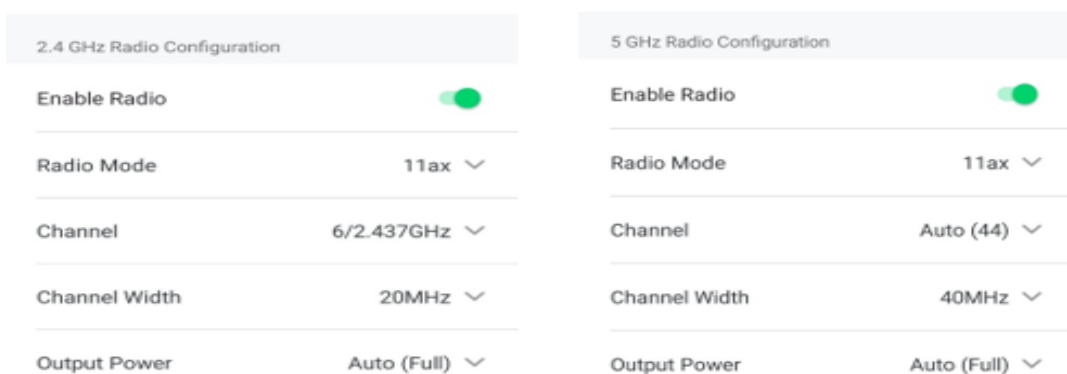 2.4 GHz Radio Configuration
Enable Radio
Radio Mode 11ax
Channel 6/2.437GHz
Channel Width 20MHz
Output Power Auto (Full)
5 GHz Radio Configuration
Enable Radio
Radio Mode 11ax
Channel Auto (44)
Channel Width 40MHz
Output Power Auto (Full)